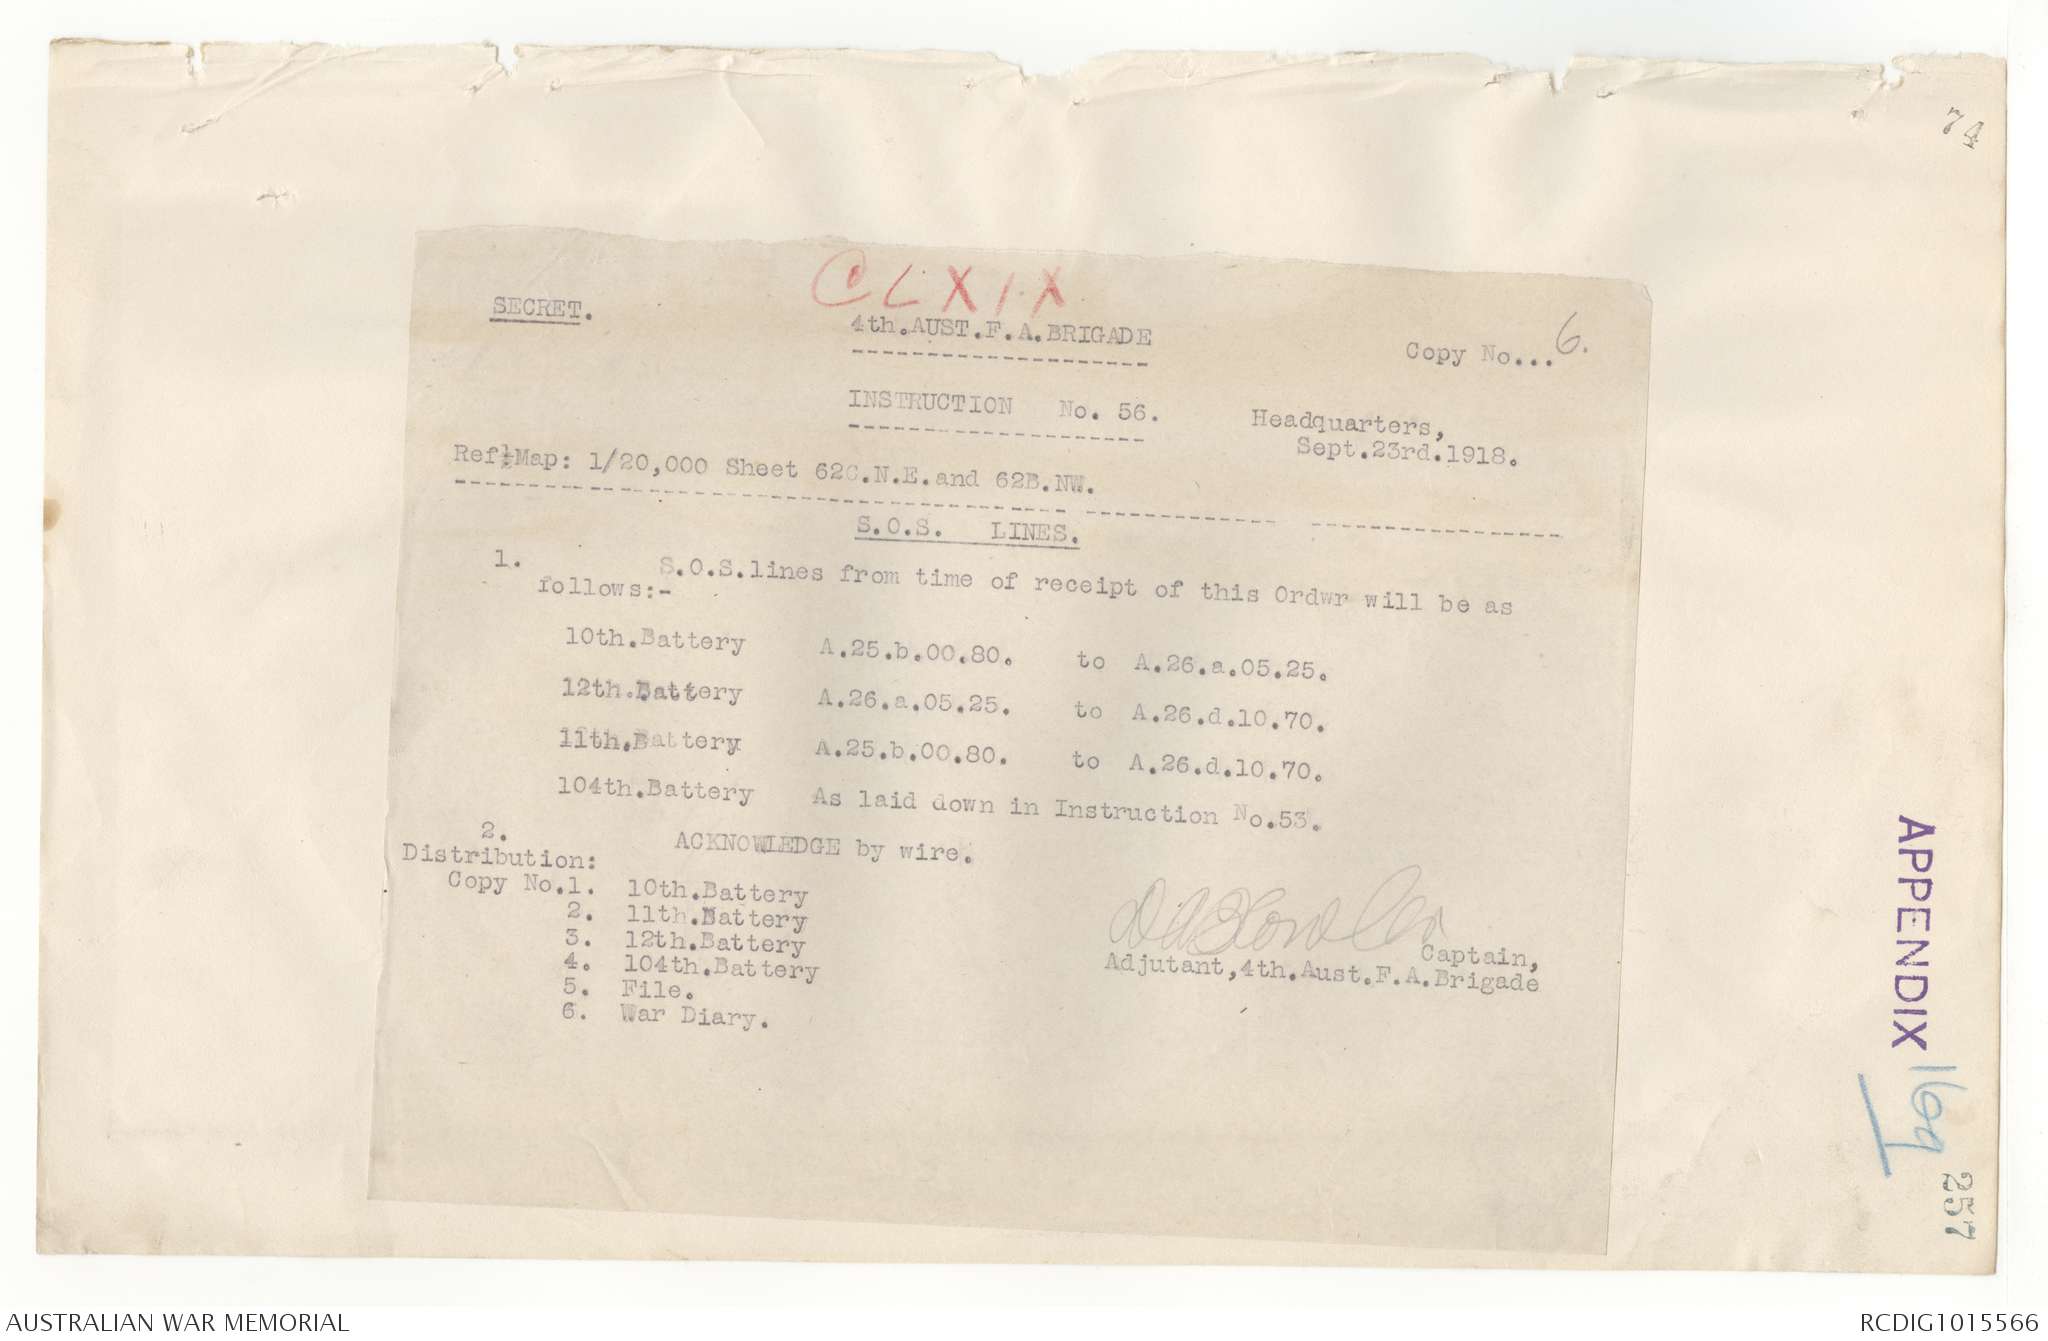 74
CLXIX
SECRET.
4th.AUST.F.A.BRIGADE
Copy No...6.
INSTRUCTION No. 56.
Headquarters,
Sept.23rd.1918.
Ref:Map: 1/20,000 Sheet 62C.N.E.and 62B.NW.
S.O.S. LINES.
1. S.O.S.lines from time of receipt of this Ordwr will be as
follows:-
10th.Battery A.25.b.00.80. to A.26.a.05.25.
12th.Battery A.26.a.05.25. to A.26.d.10.70.
11th.Battery A.25.b.00.80. to A.26.d.10.70.
104th.Battery As laid down in Instruction No.53.
2. ACKNOWLEDGE by wire.
Distribution:
Copy No.1. 10th.Battery
2. 11th.Battery
3. 12th.Battery
4. 104th.Battery
5. File.
6. War Diary.
Captain,
Adjutant,4th.Aust.F.A.Brigade
APPENDIX 169
257
AUSTRALIAN WAR MEMORIAL
RCDIG1015566